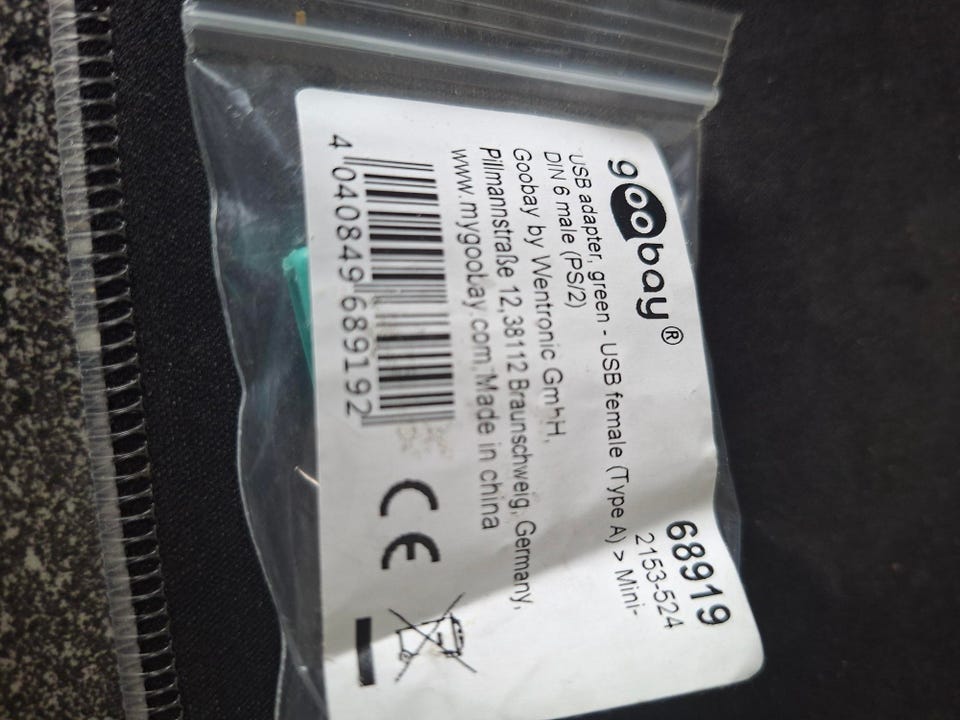 goobay®
68919
2153-524
USB adapter, green - USB female (Type A) > Mini-
DIN 6 male (PS/2)
Goobay by Wentronic GmbH,
Pillmannstraße 12,38112 Braunschweig, Germany,
www.mygoobay.com,Made in china
4 040849 689192
CE